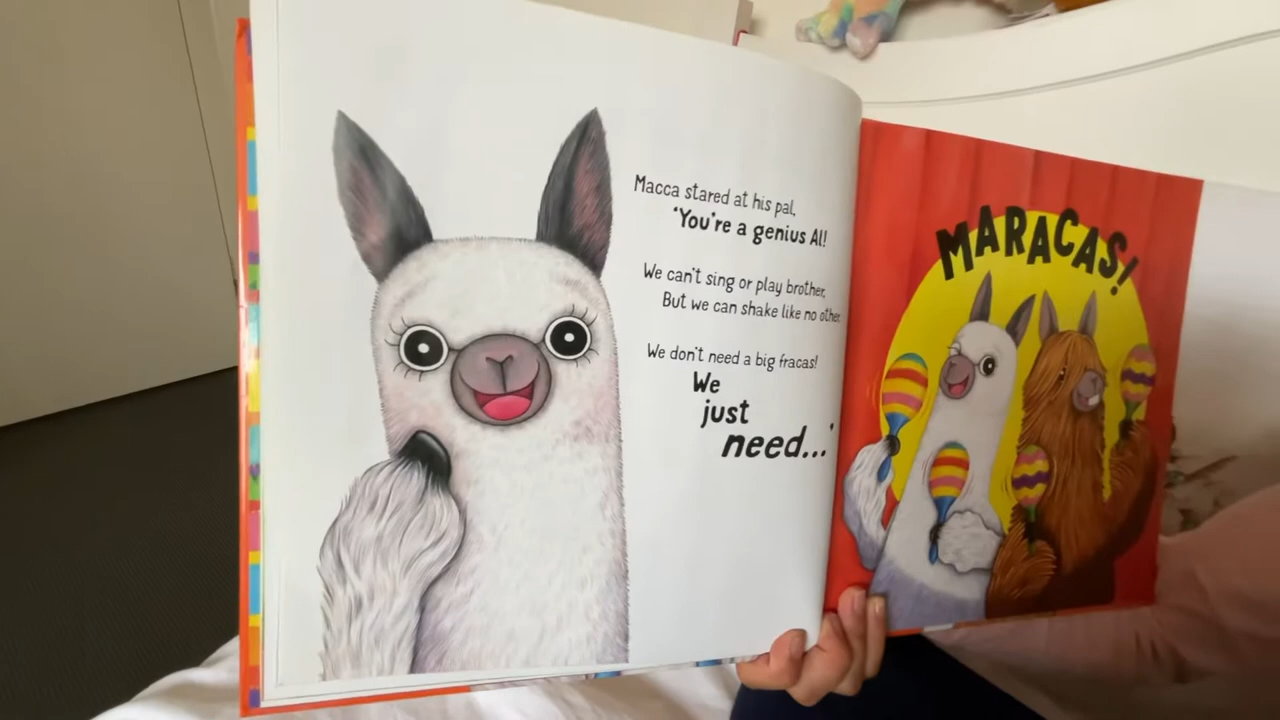 Macca stared at his pal,
'You're a genius Al!
We can't sing or play brother,
But we can shake like no other.
We don't need a big fracas!
We
just
need...'
MARACAS!